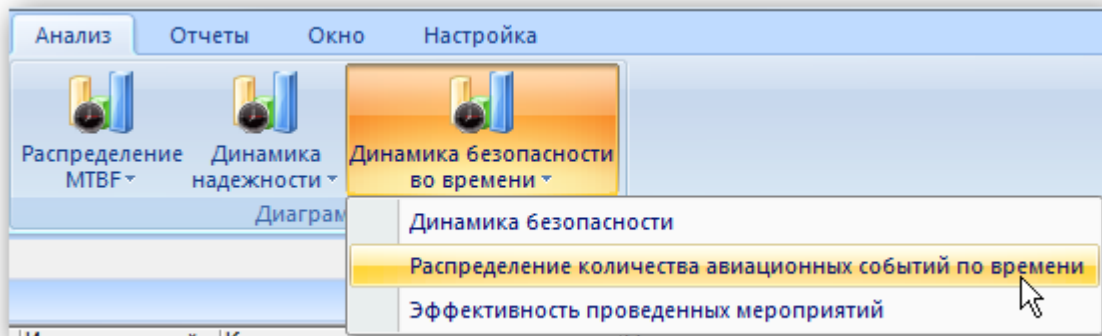 Анализ Отчеты Окно Настройка
Распределение Динамика Динамика безопасности
MTBF надежности во времени
Диаграм
Динамика безопасности
Распределение количества авиационных событий по времени
Эффективность проведенных мероприятий